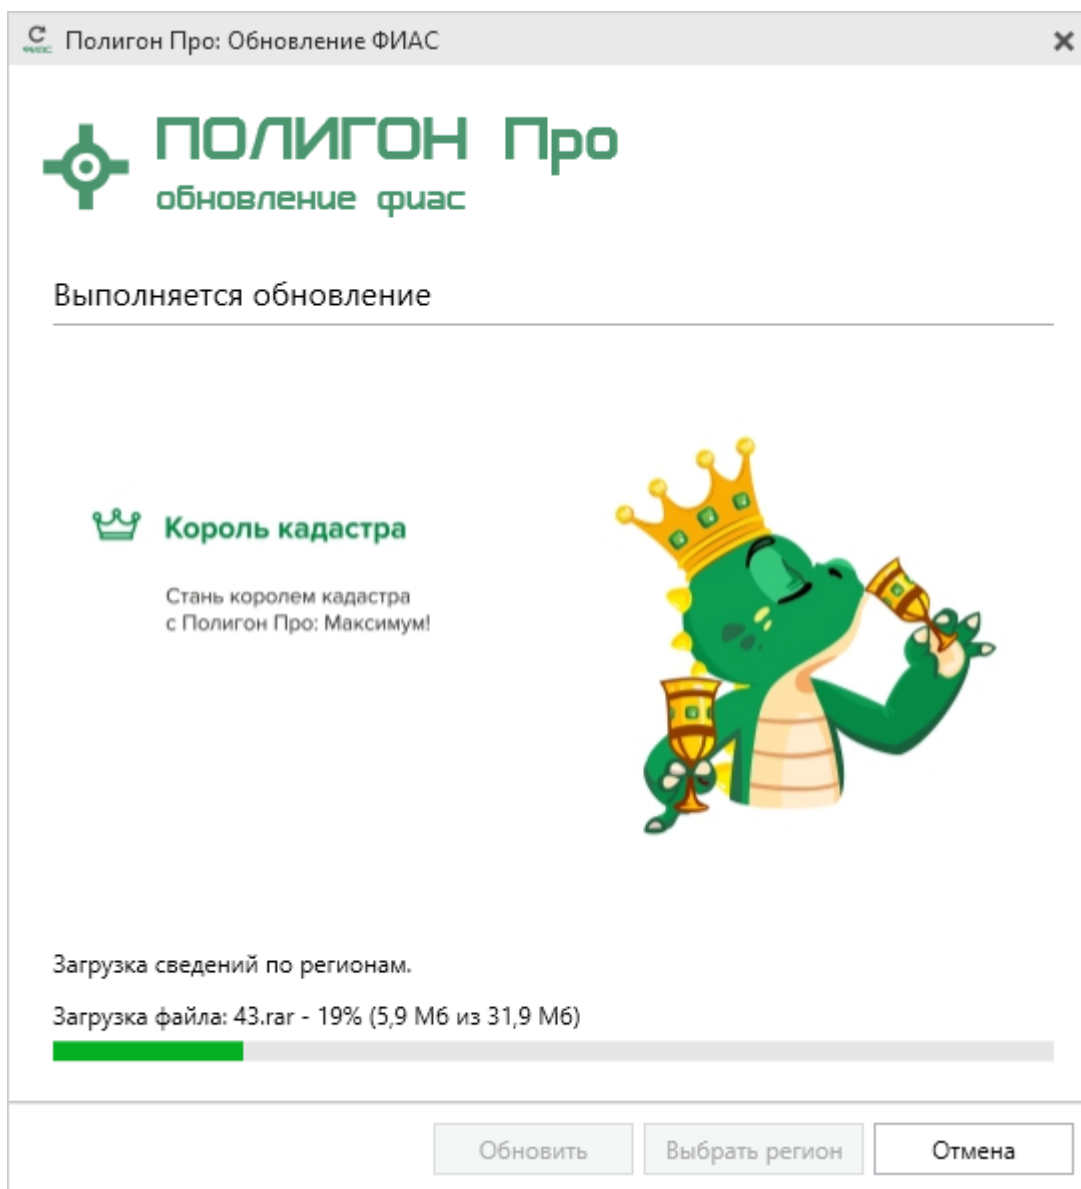 ФИАС
Полигон Про: Обновление ФИАС
ПОЛИГОН Про
обновление фиас
Выполняется обновление
Король кадастра
Стань королем кадастра
с Полигон Про: Максимум!
Загрузка сведений по регионам.
Загрузка файла: 43.rar - 19% (5,9 Мб из 31,9 Мб)
Обновить
Выбрать регион
Отмена